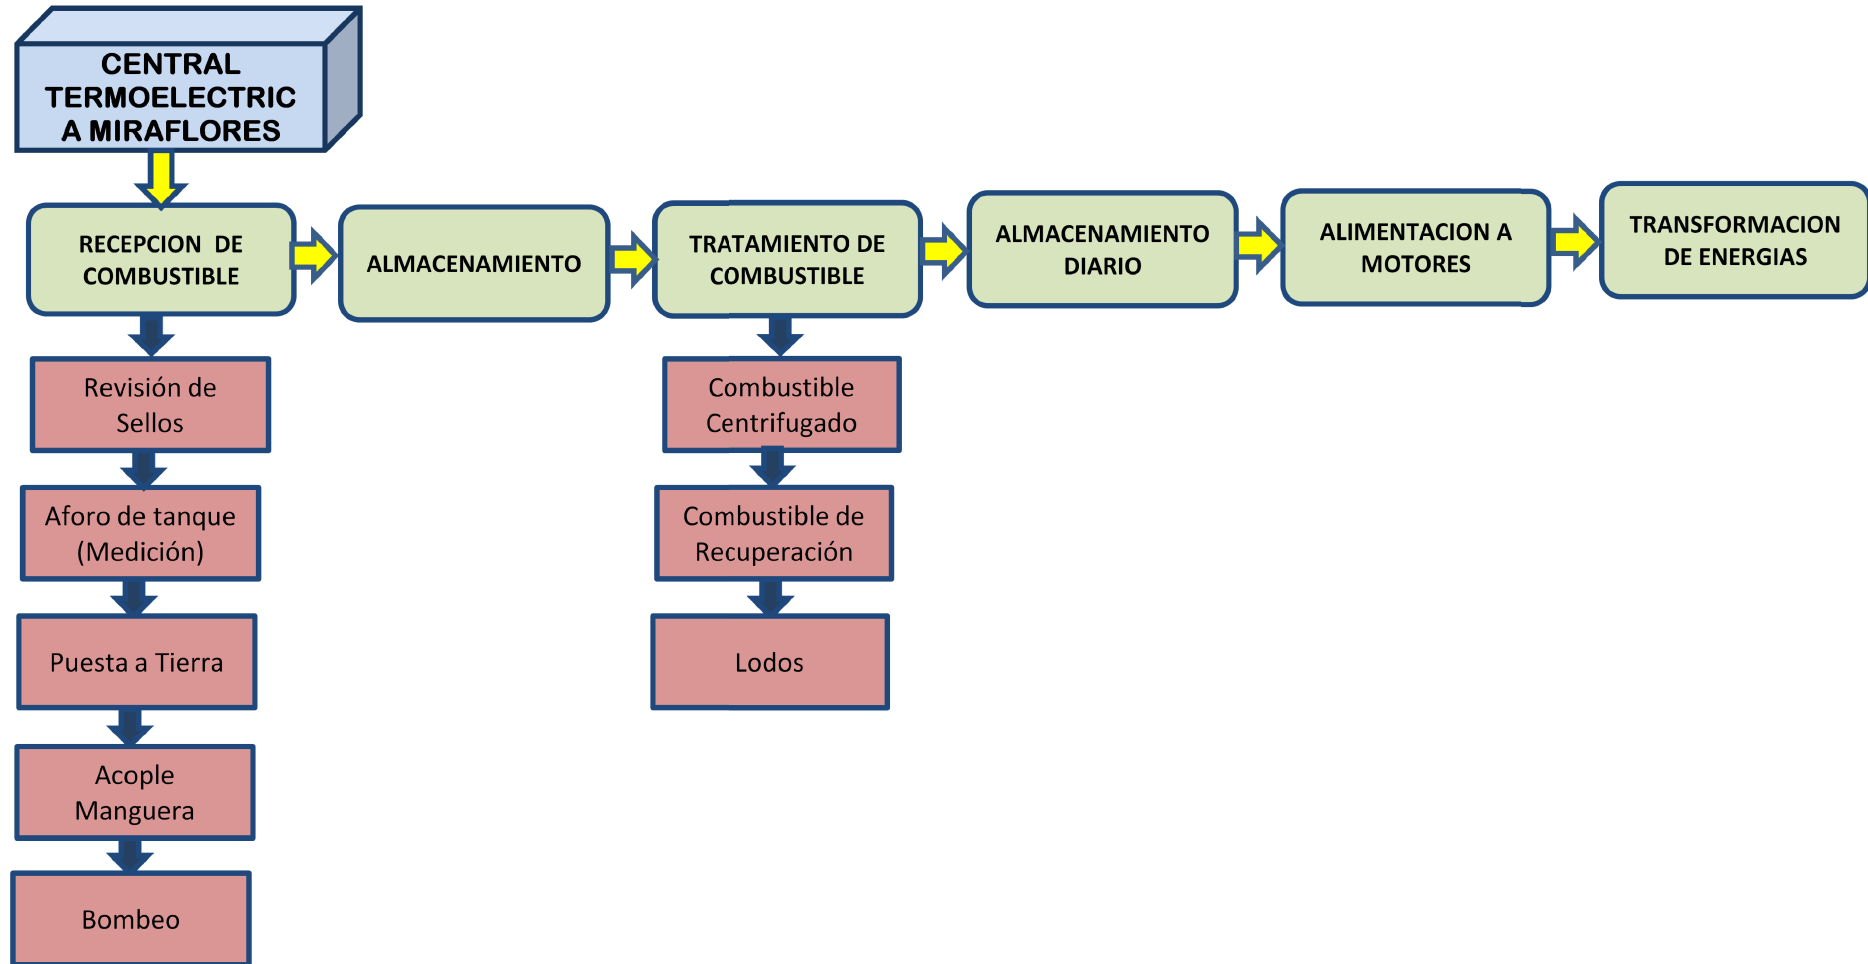 CENTRAL
TERMOELECTRIC
A MIRAFLORES
RECEPCION DE
COMBUSTIBLE
ALMACENAMIENTO
TRATAMIENTO DE
COMBUSTIBLE
ALMACENAMIENTO
DIARIO
ALIMENTACION A
MOTORES
TRANSFORMACION
DE ENERGIAS
Revisión de
Sellos
Aforo de tanque
(Medición)
Puesta a Tierra
Acople
Manguera
Bombeo
Combustible
Centrifugado
Combustible de
Recuperación
Lodos